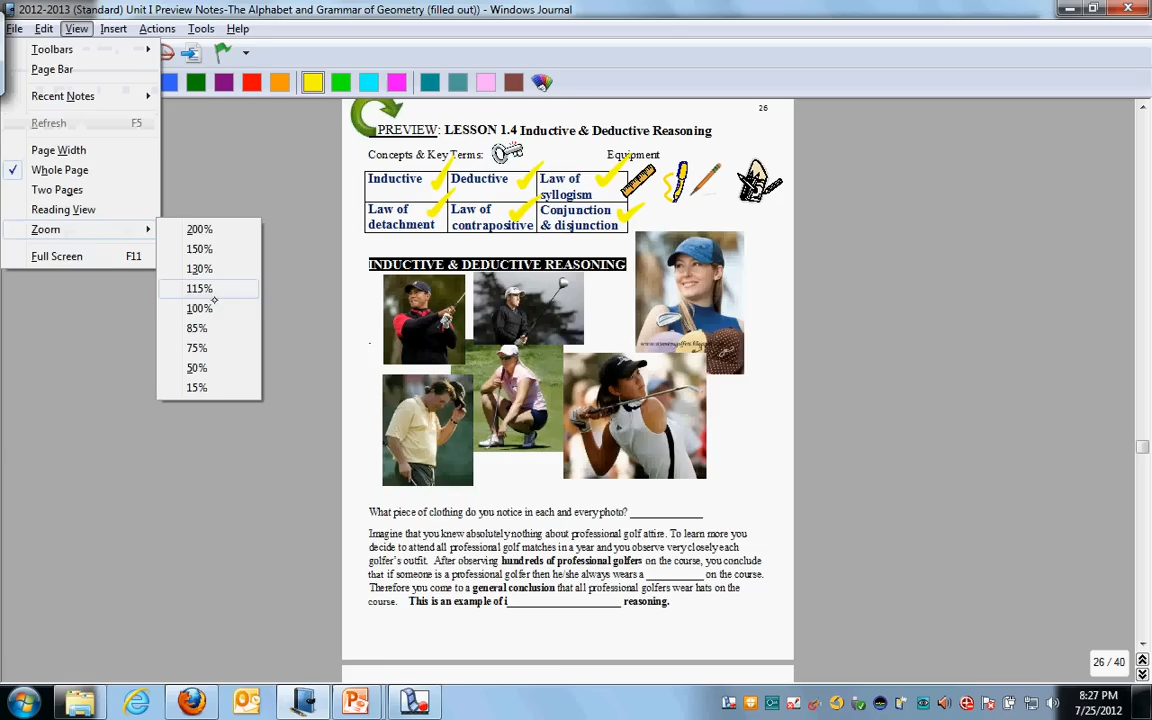 2012-2013 (Standard) Unit I Preview Notes-The Alphabet and Grammar of Geometry (filled out)) - Windows Journal
File Edit View Insert Actions Tools Help
Toolbars
Page Bar
Recent Notes
Refresh F5
Page Width
Whole Page
Two Pages
Reading View
Zoom
Full Screen F11
200%
150%
130%
115%
100%
85%
75%
50%
15%
26
PREVIEW: LESSON 1.4 Inductive & Deductive Reasoning
Concepts & Key Terms: Equipment
Inductive Deductive Law of
syllogism
Law of Law of Conjunction
detachment contrapositive & disjunction
INDUCTIVE & DEDUCTIVE REASONING
What piece of clothing do you notice in each and every photo? ____________
Imagine that you knew absolutely nothing about professional golf attire. To learn more you
decide to attend all professional golf matches in a year and you observe very closely each
golfer's outfit. After observing hundreds of professional golfers on the course, you conclude
that if someone is a professional golfer then he/she always wears a ___________ on the course.
Therefore you come to a general conclusion that all professional golfers wear hats on the
course. This is an example of i_____________________ reasoning.
26 / 40
8:27 PM
7/25/2012